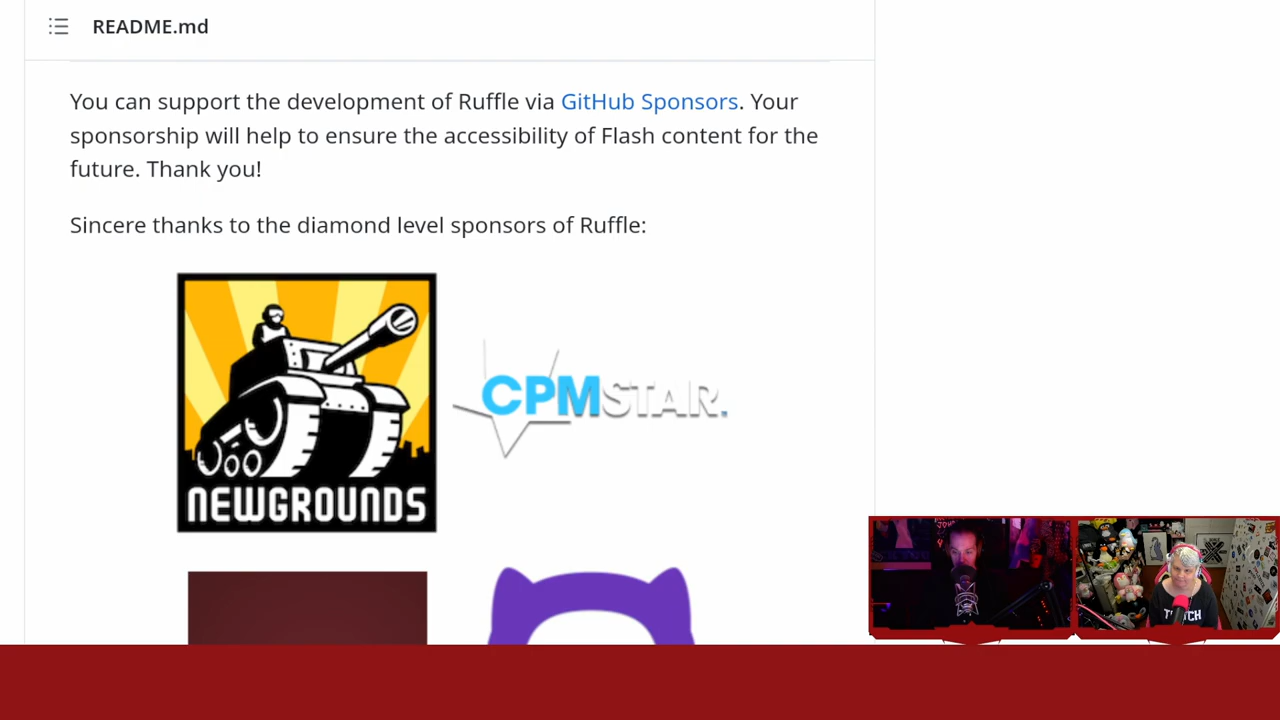 README.md
You can support the development of Ruffle via GitHub Sponsors. Your
sponsorship will help to ensure the accessibility of Flash content for the
future. Thank you!
Sincere thanks to the diamond level sponsors of Ruffle:
NEWGROUNDS
CPMSTAR.